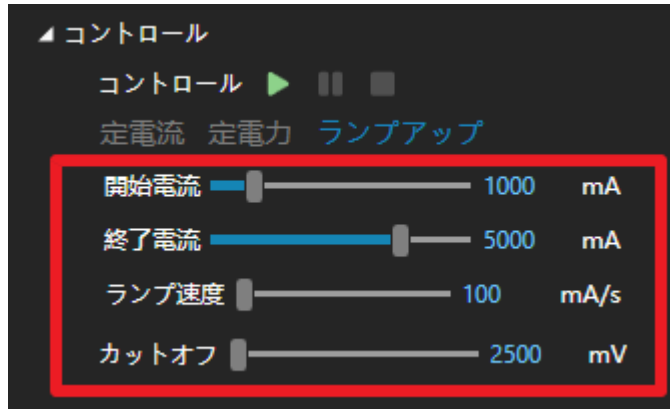 コントロール
コントロール
定電流 定電力 ランプアップ
開始電流 1000 mA
終了電流 5000 mA
ランプ速度 100 mA/s
カットオフ 2500 mV